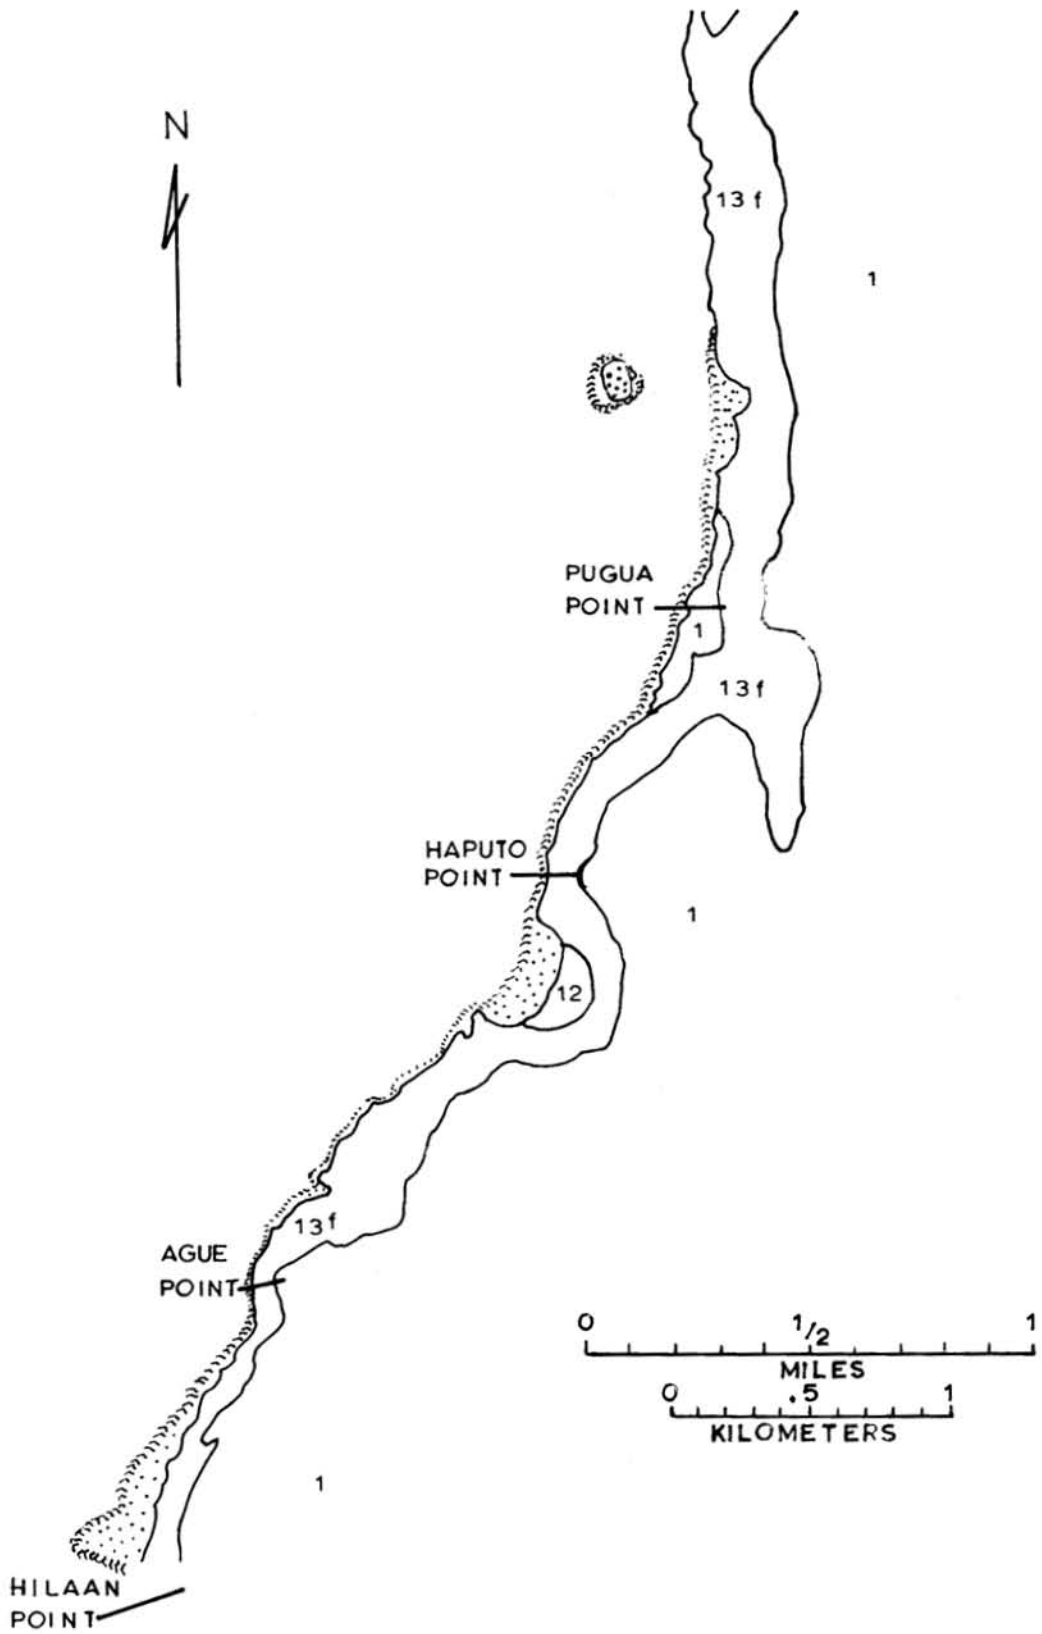 N
13 f
1
PUGUA
POINT
1
13 f
HAPUTO
POINT
1
12
13 f
AGUE
POINT
0 1/2 1
MILES
0 .5 1
KILOMETERS
1
HILAAN
POINT